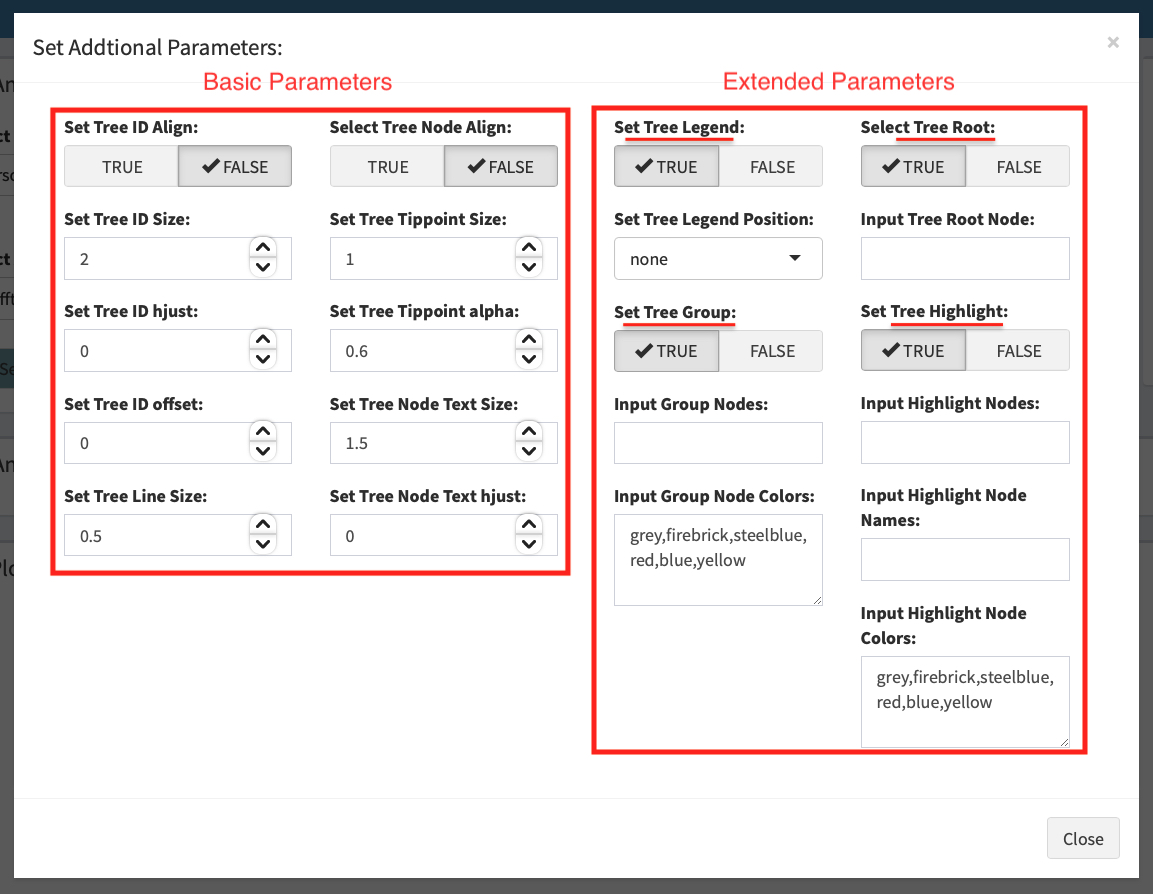 Set Addtional Parameters:
×
Basic Parameters
Extended Parameters
Set Tree ID Align:
TRUE
FALSE
Select Tree Node Align:
TRUE
FALSE
Set Tree ID Size:
2
Set Tree Tippoint Size:
1
Set Tree ID hjust:
0
Set Tree Tippoint alpha:
0.6
Set Tree ID offset:
0
Set Tree Node Text Size:
1.5
Set Tree Line Size:
0.5
Set Tree Node Text hjust:
0
Set Tree Legend:
TRUE
FALSE
Select Tree Root:
TRUE
FALSE
Set Tree Legend Position:
none
Input Tree Root Node:
Set Tree Group:
TRUE
FALSE
Set Tree Highlight:
TRUE
FALSE
Input Group Nodes:
Input Highlight Nodes:
Input Group Node Colors:
grey,firebrick,steelblue,
red,blue,yellow
Input Highlight Node
Names:
Input Highlight Node
Colors:
grey,firebrick,steelblue,
red,blue,yellow
Close